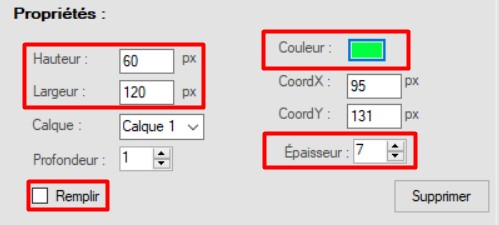 Propriétés :
Hauteur : 60 px
Largeur : 120 px
Calque : Calque 1
Profondeur : 1
Remplir
Couleur :
CoordX : 95 px
CoordY : 131 px
Épaisseur : 7
Supprimer